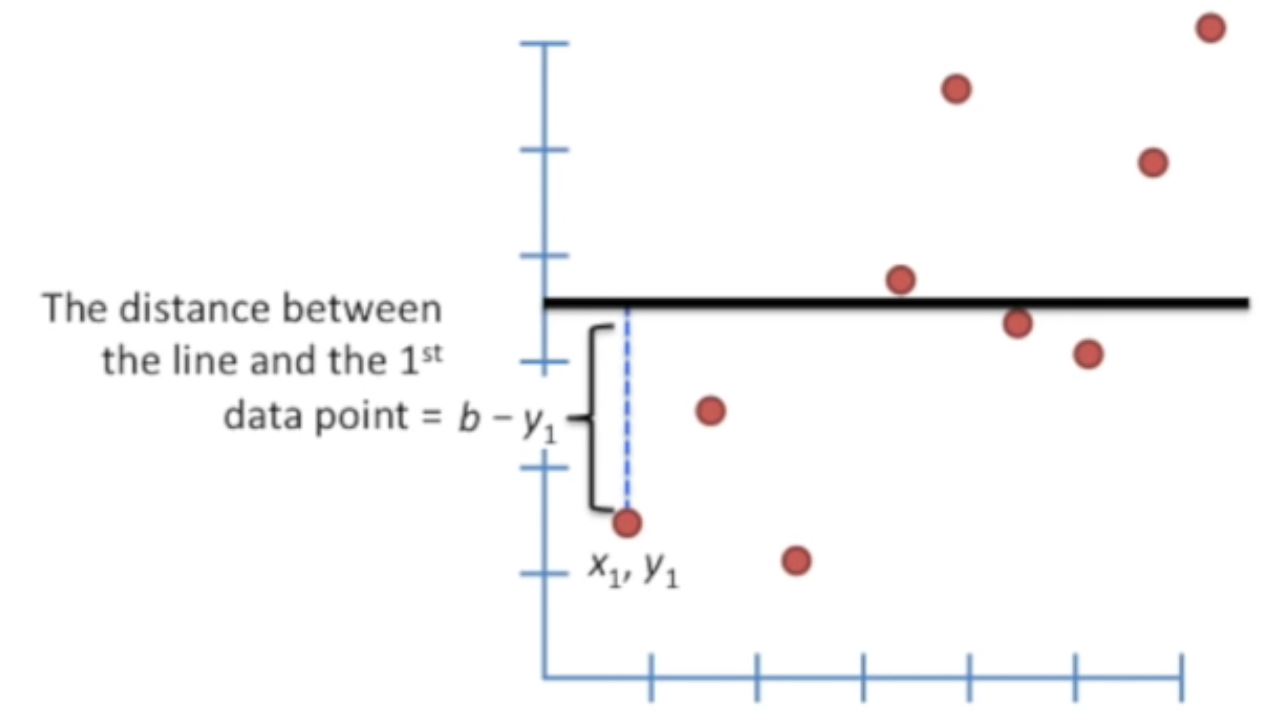 The distance between
the line and the 1st
data point = b − y1
x1, y1